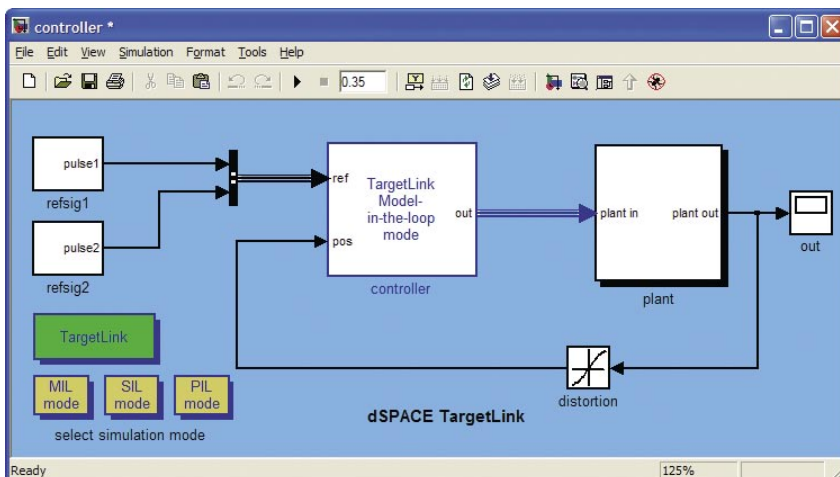 controller *
File Edit View Simulation Format Tools Help
0.35
pulse1
refsig1
pulse2
refsig2
ref
pos
TargetLink
Model-
in-the-loop
mode
out
controller
plant in
plant out
plant
out
distortion
TargetLink
MIL
mode
SIL
mode
PIL
mode
select simulation mode
dSPACE TargetLink
Ready
125%